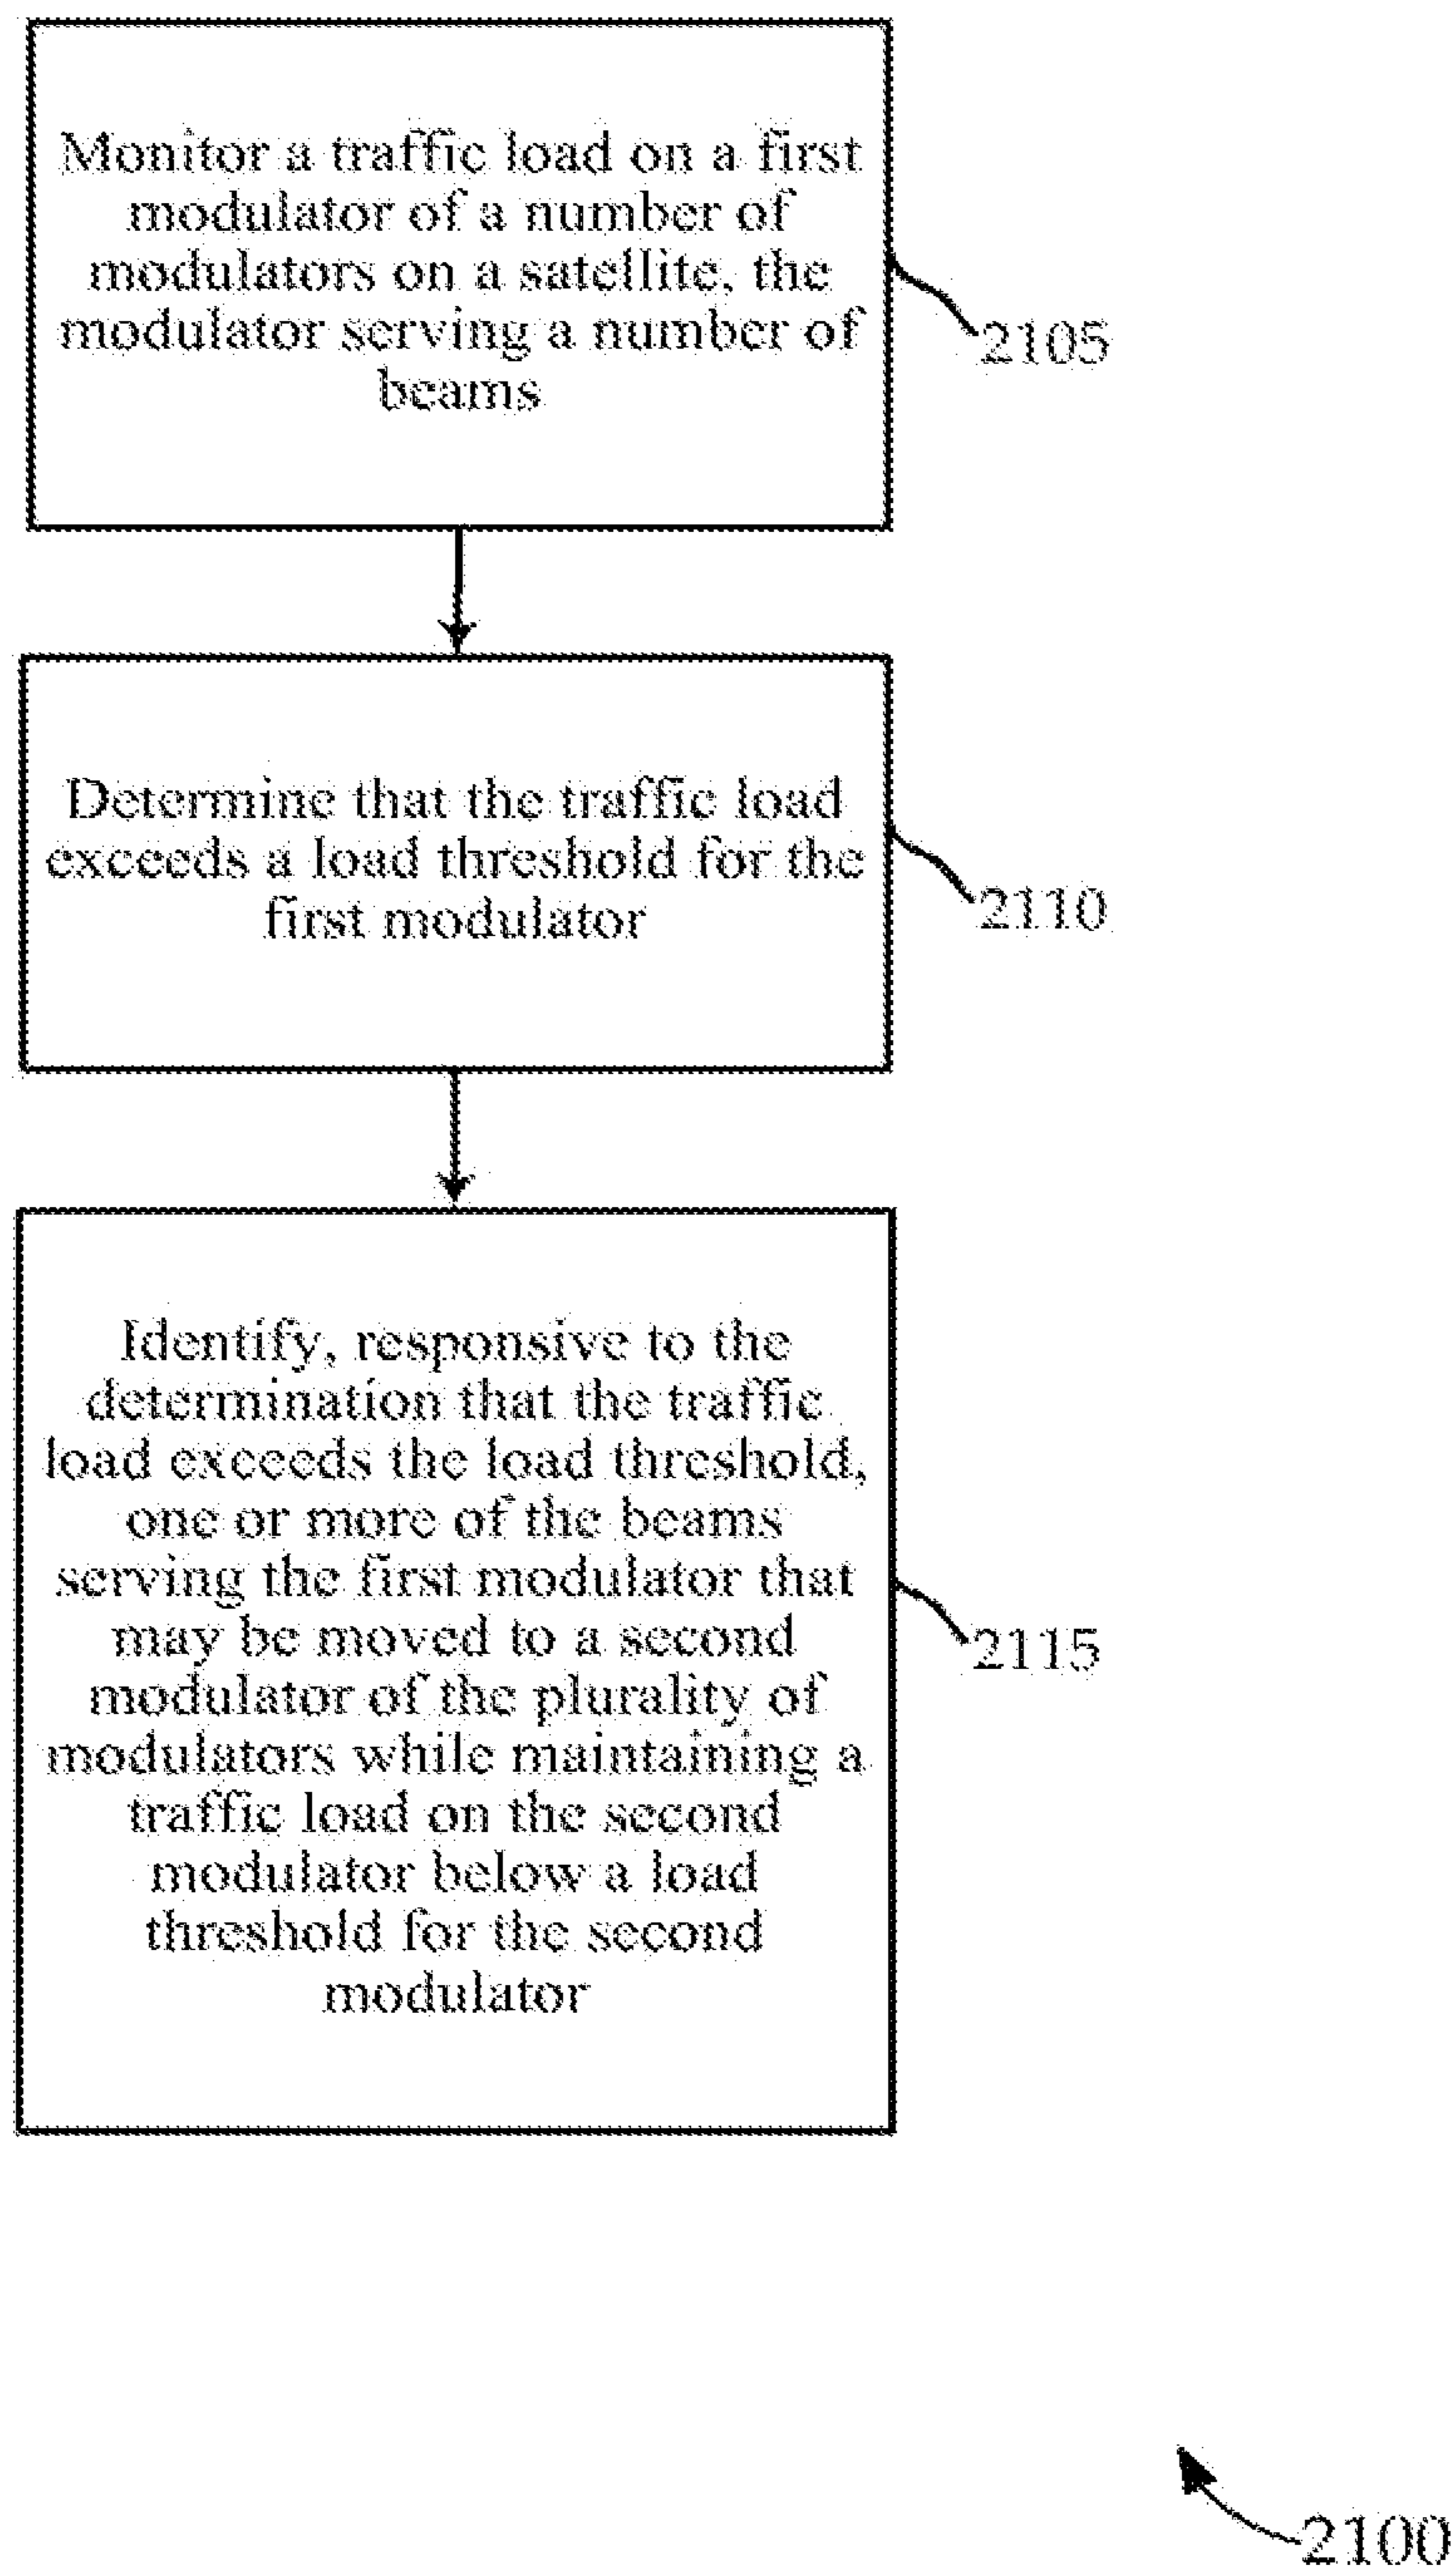 Monitor a traffic load on a first
modulator of a number of
modulators on a satellite, the
modulator serving a number of
beams
2105
Determine that the traffic load
exceeds a load threshold for the
first modulator
2110
Identify, responsive to the
determination that the traffic
load exceeds the load threshold,
one or more of the beams
serving the first modulator that
may be moved to a second
modulator of the plurality of
modulators while maintaining a
traffic load on the second
modulator below a load
threshold for the second
modulator
2115
2100